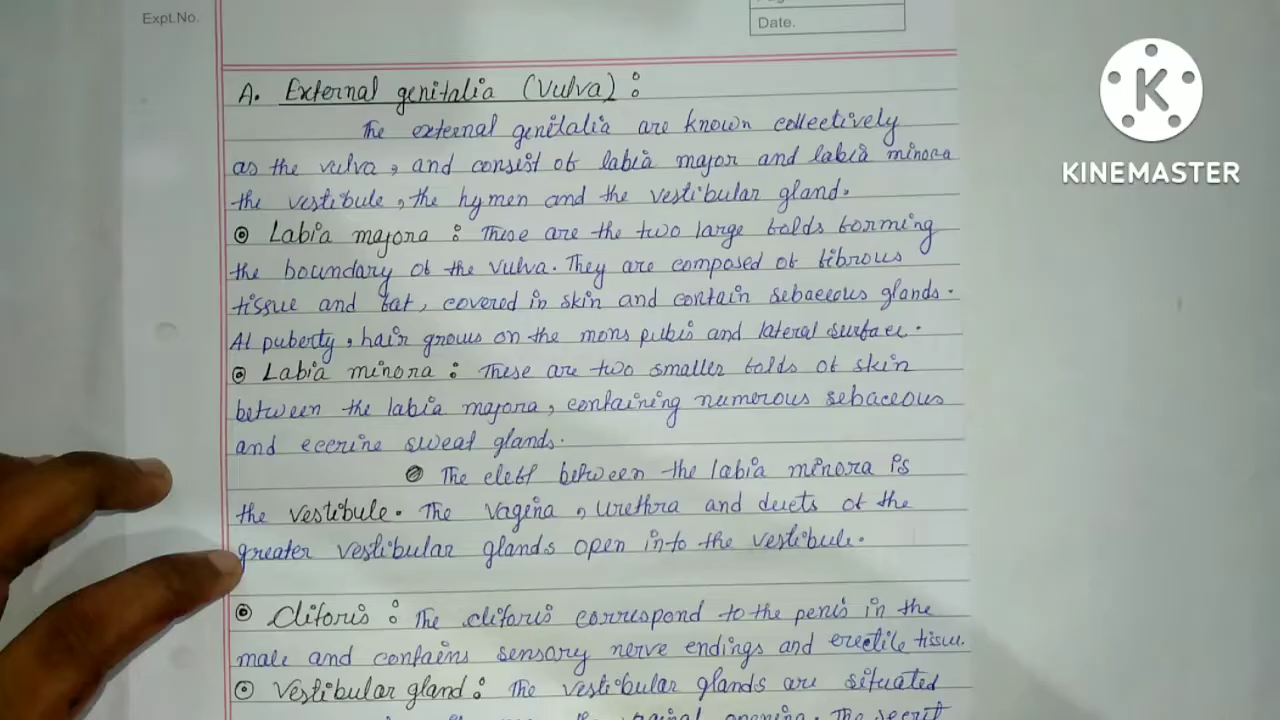 Expt.No.
Date.
A. External genitalia (Vulva) :
The external genitalia are known collectively
as the vulva, and consist of labia major and labia minora
the vestibule, the hymen and the vestibular gland.
Labia majora : These are the two large folds forming
the boundary of the vulva. They are composed of fibrous
tissue and fat, covered in skin and contain sebaceous glands.
At puberty, hair grows on the mons pubis and lateral surface.
Labia minora : These are two smaller folds of skin
between the labia majora, containing numerous sebaceous
and eccrine sweat glands.
The cleft between the labia minora is
the vestibule. The vagina, urethra and ducts of the
greater vestibular glands open into the vestibule.
Clitoris : The clitoris correspond to the penis in the
male and contains sensory nerve endings and erectile tissue.
Vestibular gland : The vestibular glands are situated
vaginal opening. The secret
K
KINEMASTER